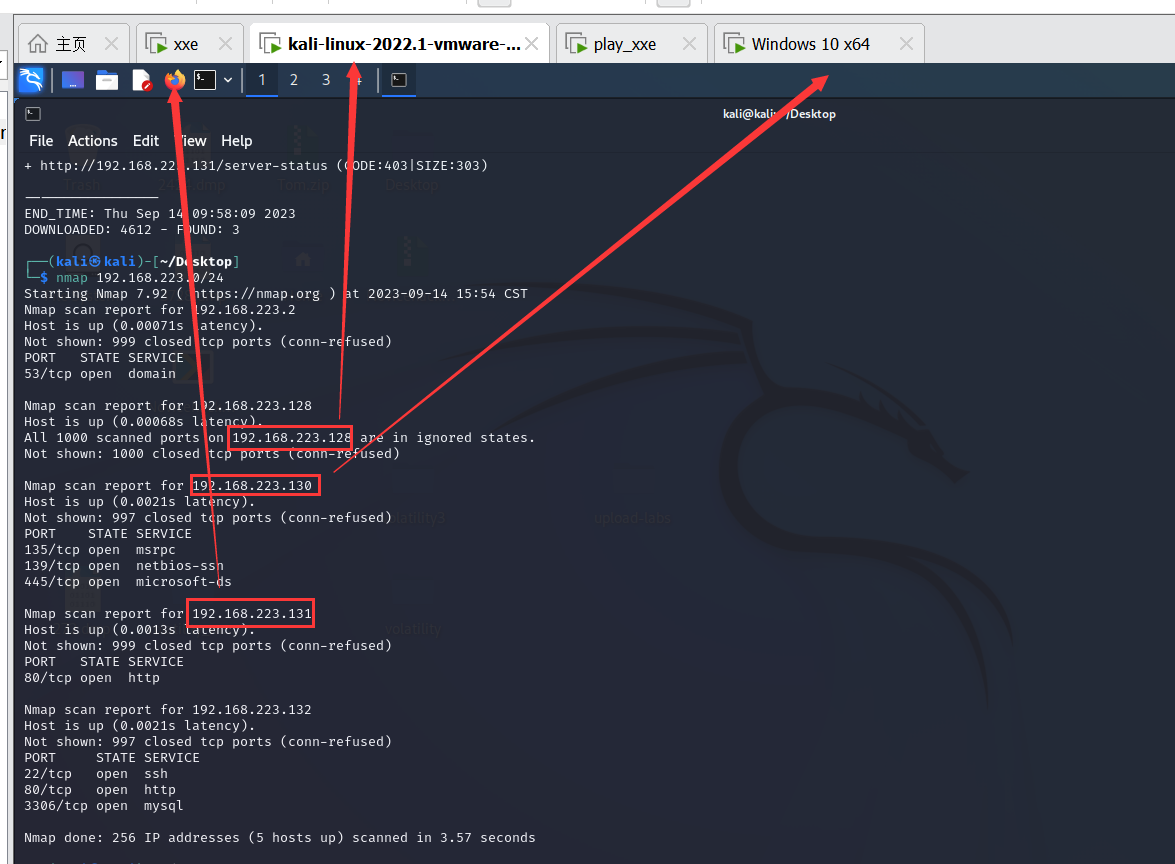 主页
xxe
kali-linux-2022.1-vmware-...
play_xxe
Windows 10 x64
1 2 3 4
kali@kali: ~/Desktop
File Actions Edit View Help
+ http://192.168.223.131/server-status (CODE:403|SIZE:303)
-----------------
END_TIME: Thu Sep 14 09:58:09 2023
DOWNLOADED: 4612 - FOUND: 3
┌──(kali㉿kali)-[~/Desktop]
└─$ nmap 192.168.223.0/24
Starting Nmap 7.92 ( https://nmap.org ) at 2023-09-14 15:54 CST
Nmap scan report for 192.168.223.2
Host is up (0.00071s latency).
Not shown: 999 closed tcp ports (conn-refused)
PORT   STATE SERVICE
53/tcp open  domain
Nmap scan report for 192.168.223.128
Host is up (0.00068s latency).
All 1000 scanned ports on 192.168.223.128 are in ignored states.
Not shown: 1000 closed tcp ports (conn-refused)
Nmap scan report for 192.168.223.130
Host is up (0.0021s latency).
Not shown: 997 closed tcp ports (conn-refused)
PORT    STATE SERVICE
135/tcp open  msrpc
139/tcp open  netbios-ssn
445/tcp open  microsoft-ds
Nmap scan report for 192.168.223.131
Host is up (0.0013s latency).
Not shown: 999 closed tcp ports (conn-refused)
PORT   STATE SERVICE
80/tcp open  http
Nmap scan report for 192.168.223.132
Host is up (0.0021s latency).
Not shown: 997 closed tcp ports (conn-refused)
PORT     STATE SERVICE
22/tcp   open  ssh
80/tcp   open  http
3306/tcp open  mysql
Nmap done: 256 IP addresses (5 hosts up) scanned in 3.57 seconds
Trash
Desktop
upload-labs
volatility